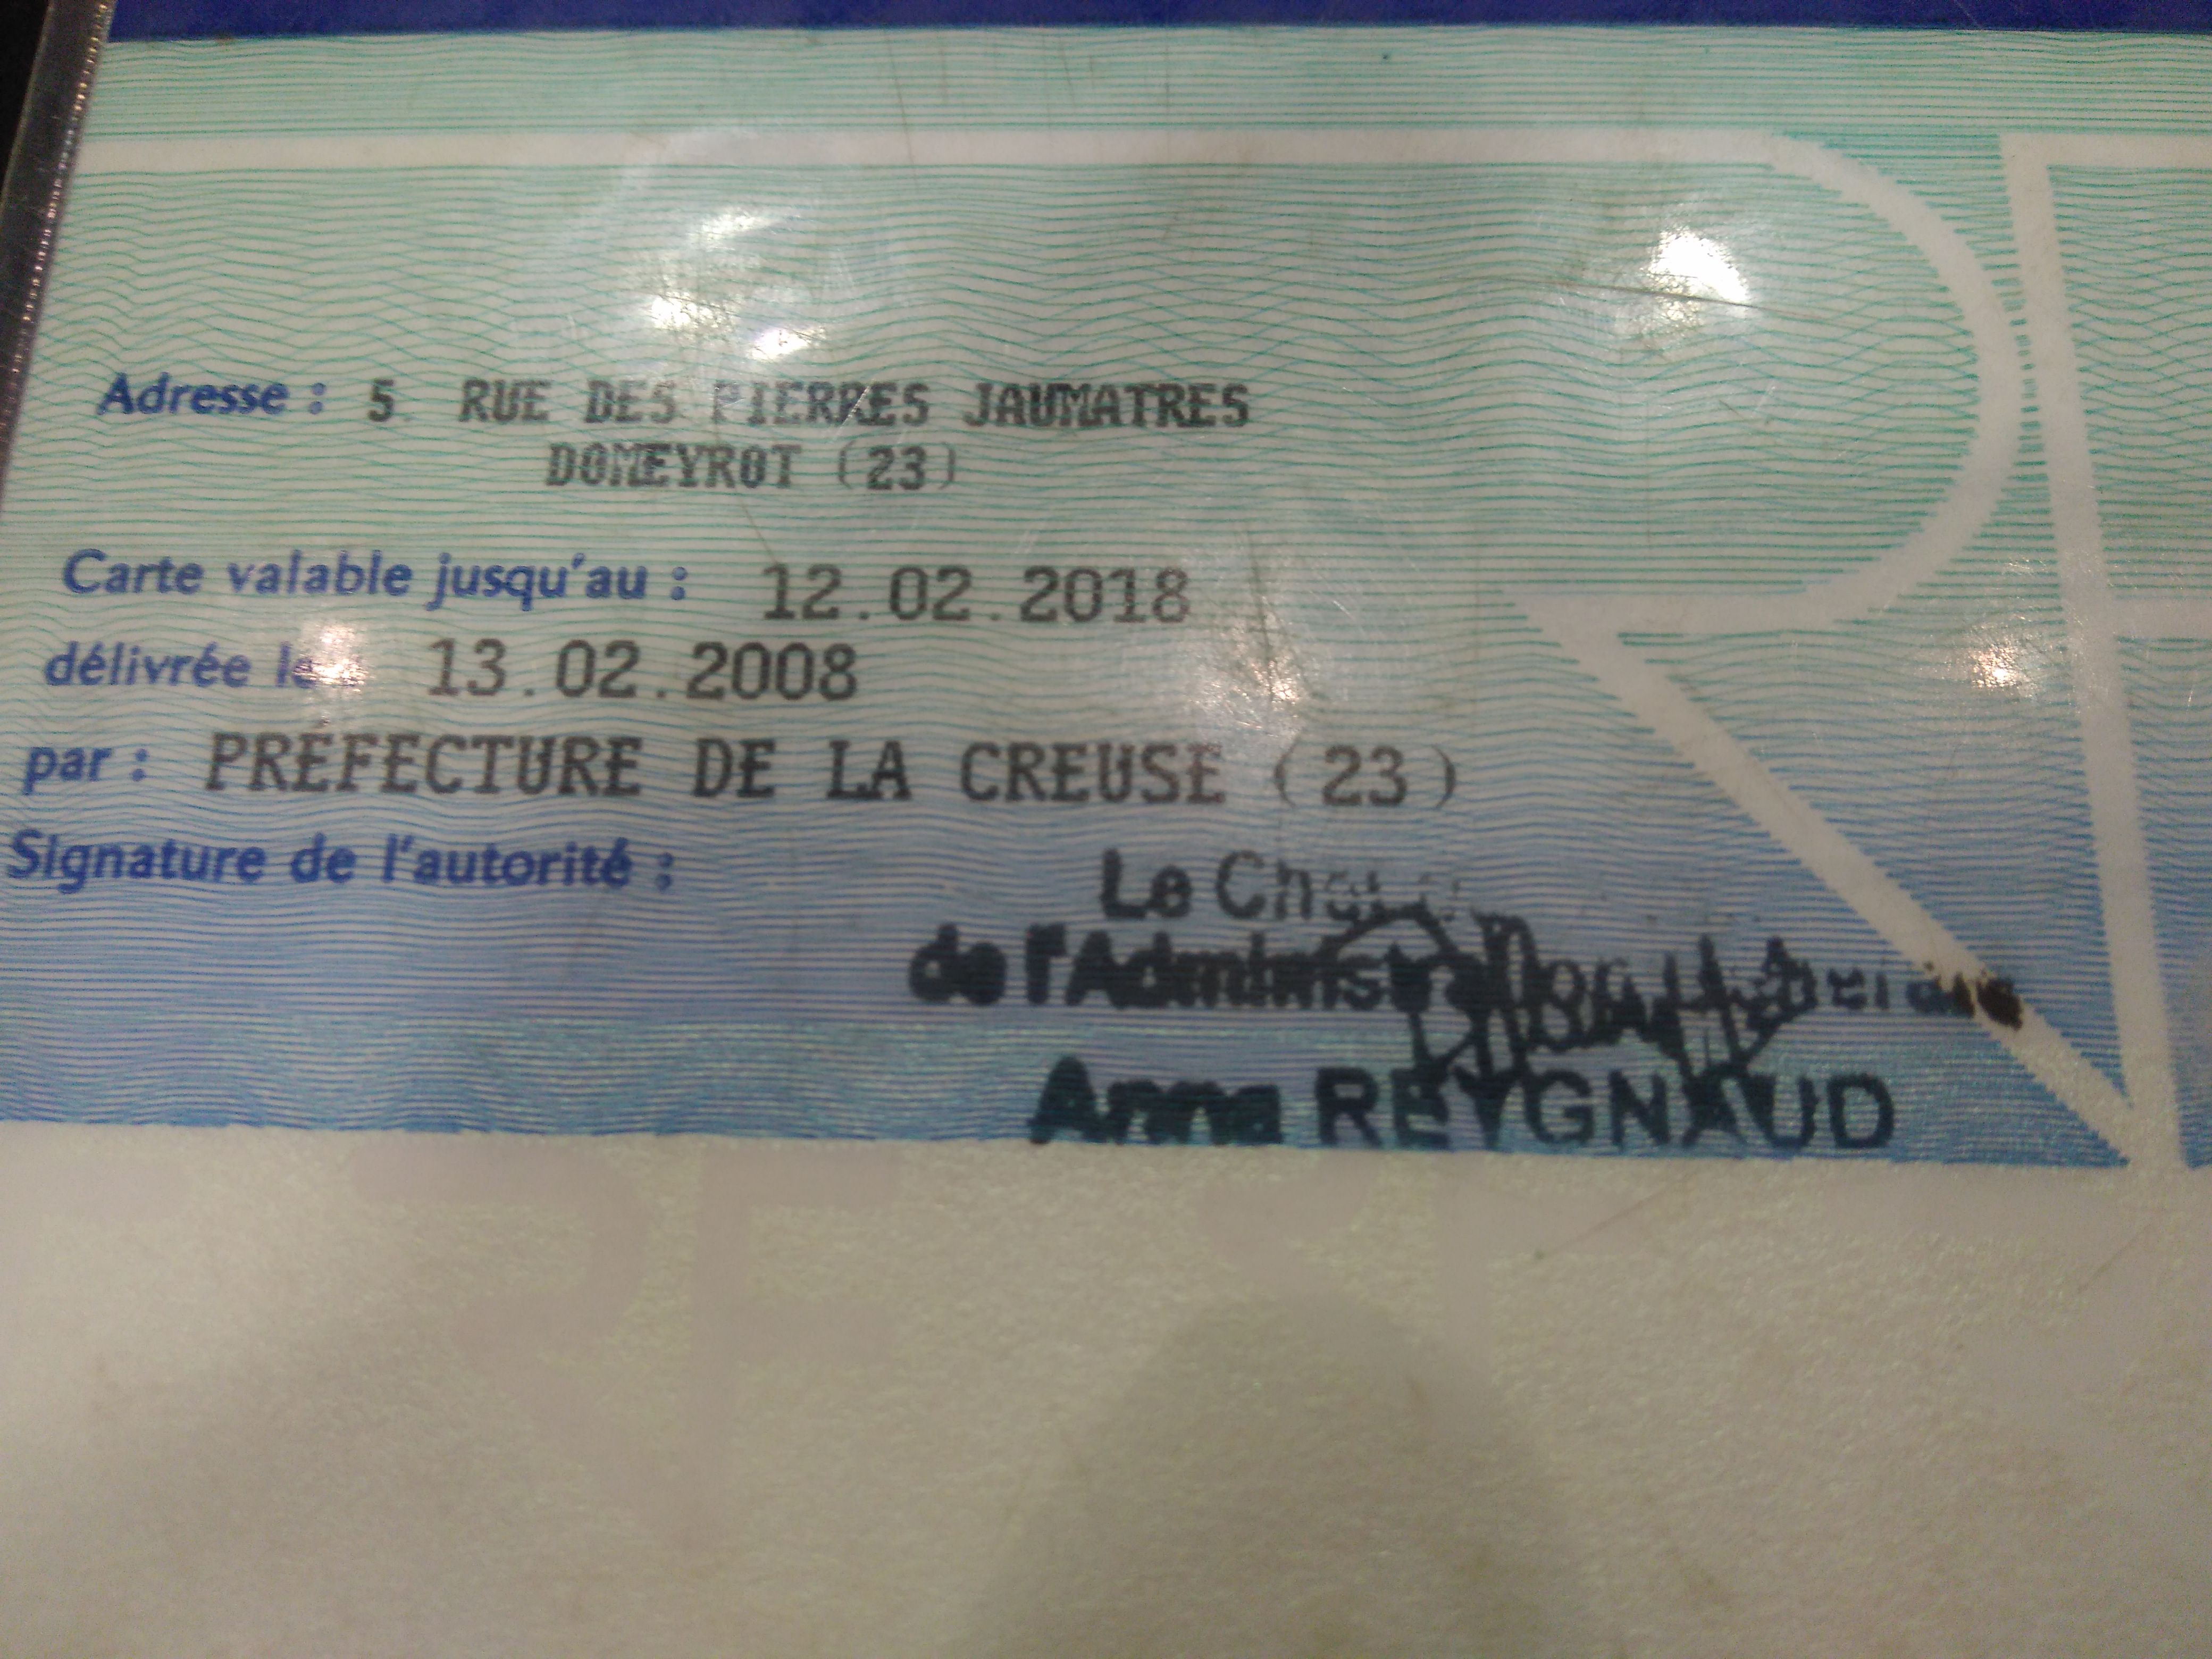 Adresse : 5 RUE DES PIERRES JAUMATRES
DOMEYROT (23)
Carte valable jusqu'au : 12.02.2018
délivrée le 13.02.2008
par : PRÉFECTURE DE LA CREUSE (23)
Signature de l'autorité :
Le
de l'Administration
Anna REYGNAUD
RF